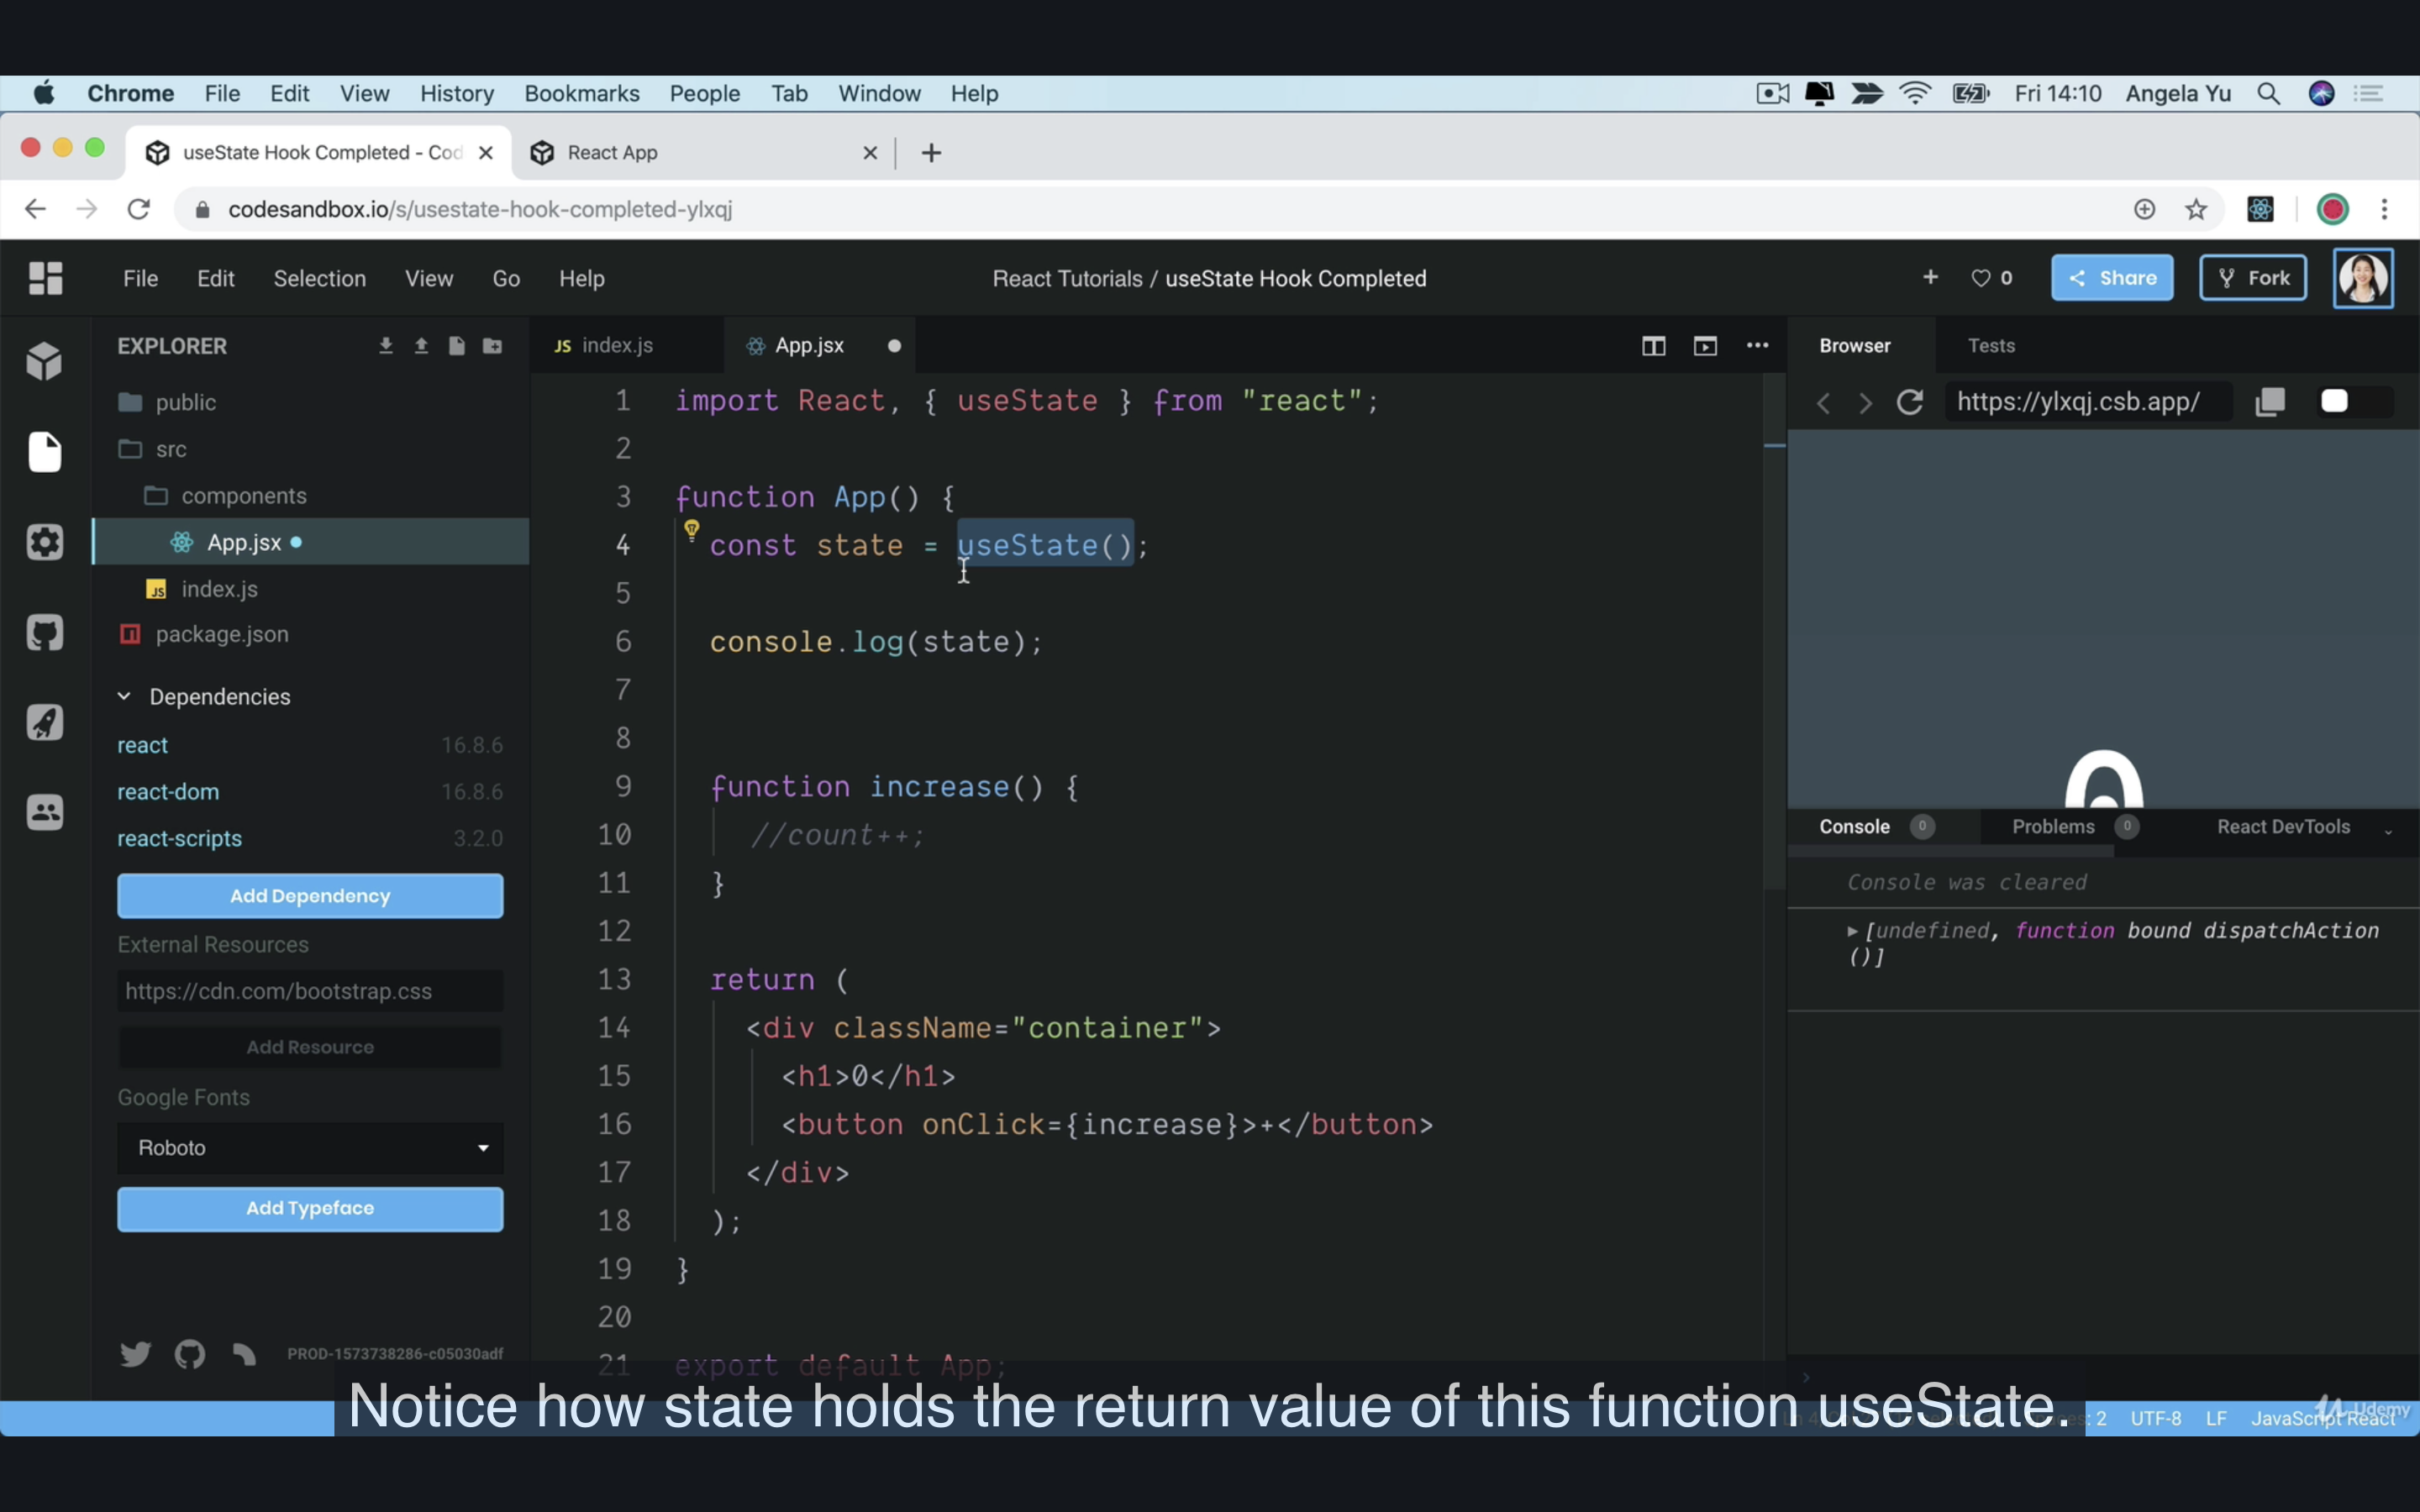 Chrome File Edit View History Bookmarks People Tab Window Help Fri 14:10 Angela Yu
useState Hook Completed - Cod
React App
codesandbox.io/s/usestate-hook-completed-ylxqj
File Edit Selection View Go Help React Tutorials / useState Hook Completed 0 Share Fork
EXPLORER
public
src
components
App.jsx
index.js
package.json
Dependencies
react 16.8.6
react-dom 16.8.6
react-scripts 3.2.0
Add Dependency
External Resources
https://cdn.com/bootstrap.css
Add Resource
Google Fonts
Roboto
Add Typeface
PROD-1573738286-c05030adf
JS index.js App.jsx
1 import React, { useState } from "react";
2
3 function App() {
4 const state = useState();
5
6 console.log(state);
7
8
9 function increase() {
10 //count++;
11 }
12
13 return (
14 <div className="container">
15 <h1>0</h1>
16 <button onClick={increase}>+</button>
17 </div>
18 );
19 }
20
21 export default App;
Browser Tests
https://ylxqj.csb.app/
Console 0 Problems 0 React DevTools
Console was cleared
[undefined, function bound dispatchAction
()]
Notice how state holds the return value of this function useState.
: 2 UTF-8 LF JavaScript React
Udemy